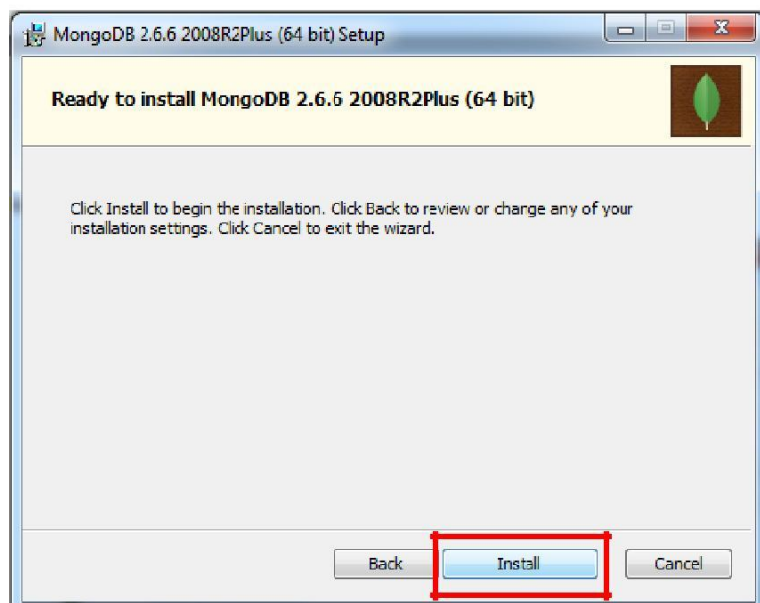 MongoDB 2.6.6 2008R2Plus (64 bit) Setup
Ready to install MongoDB 2.6.6 2008R2Plus (64 bit)
Click Install to begin the installation. Click Back to review or change any of your
installation settings. Click Cancel to exit the wizard.
Back
Install
Cancel